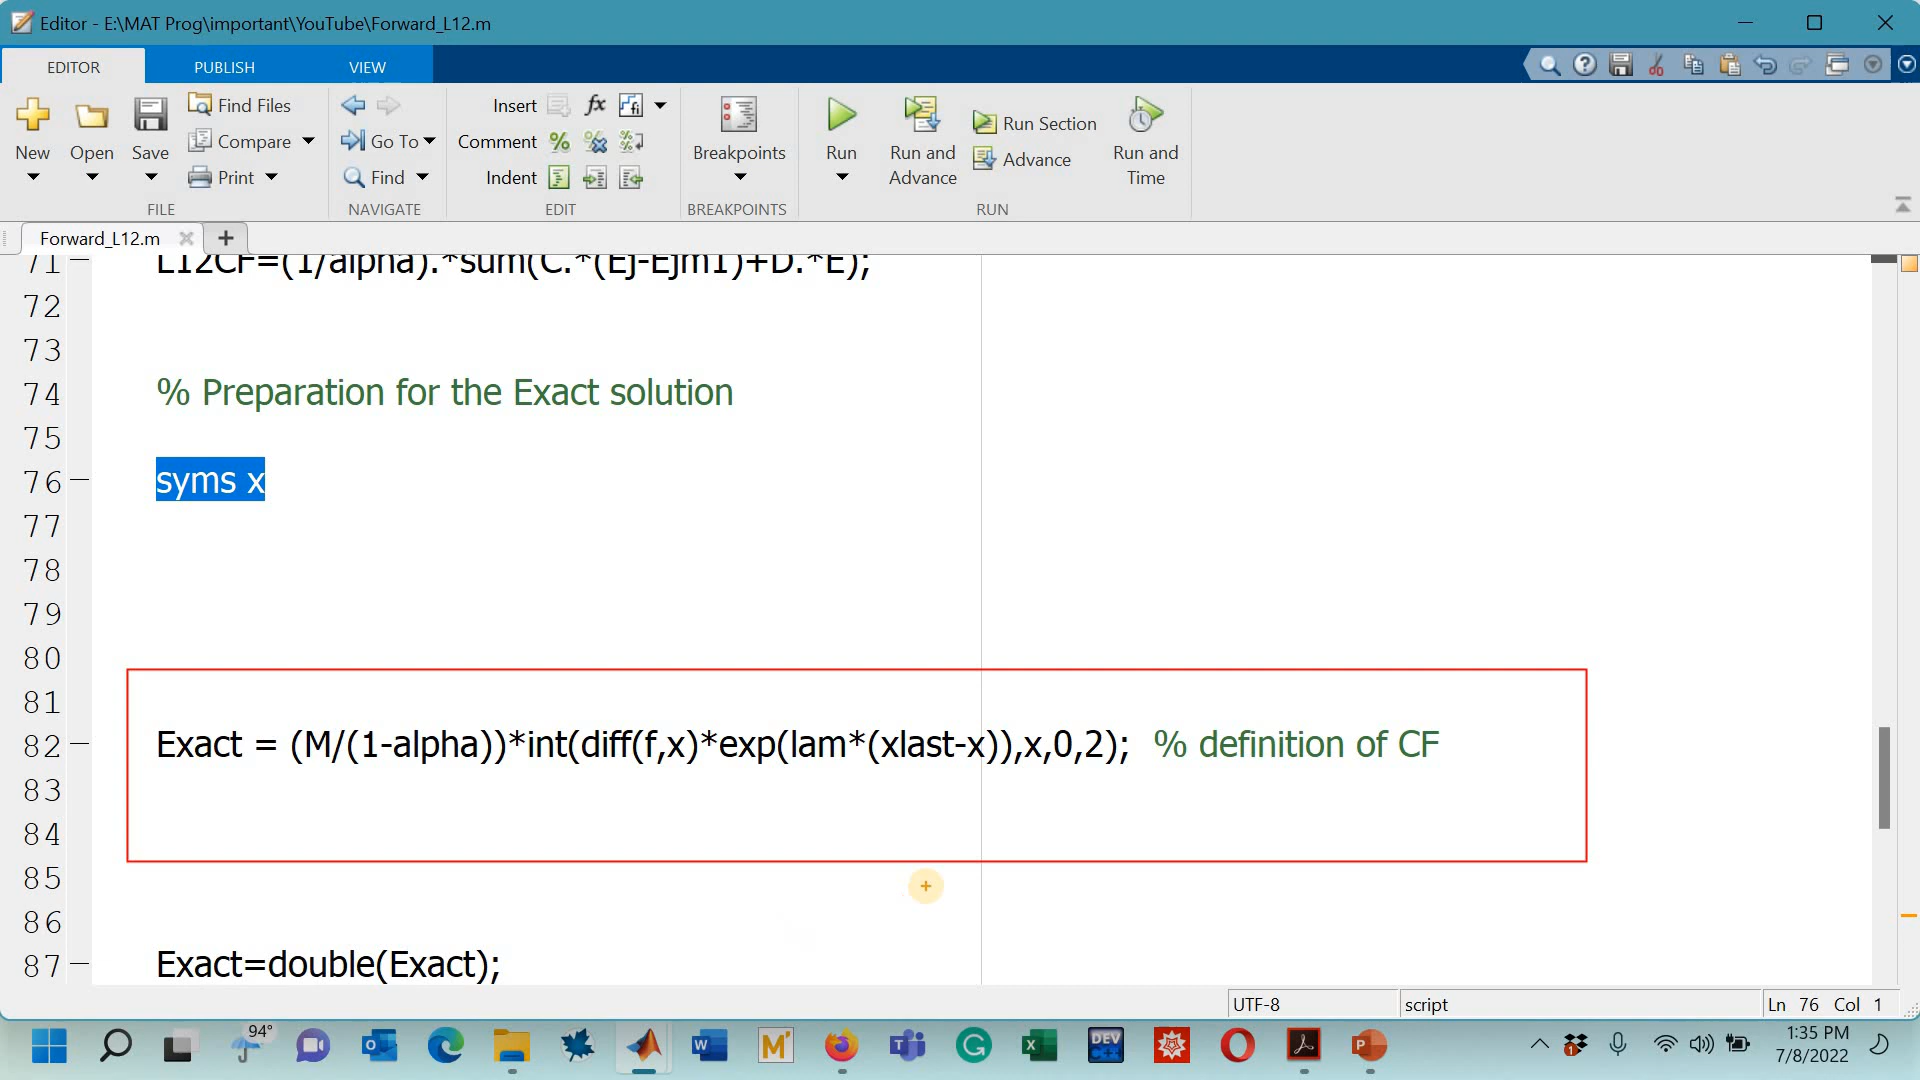 Editor - E:\MAT Prog\important\YouTube\Forward_L12.m
EDITOR PUBLISH VIEW
New
Open
Save
Find Files
Compare
Print
FILE
Go To
Find
NAVIGATE
Insert fx fi
Comment % % %
Indent
EDIT
Breakpoints
BREAKPOINTS
Run
Run and
Advance
Run Section
Advance
Run and
Time
RUN
Forward_L12.m
71 L12CF=(1/alpha).*sum(C.*(Ej-Ejm1)+D.*E);
72
73
74 % Preparation for the Exact solution
75
76 syms x
77
78
79
80
81
82 Exact = (M/(1-alpha))*int(diff(f,x)*exp(lam*(xlast-x)),x,0,2); % definition of CF
83
84
85
86
87 Exact=double(Exact);
UTF-8 script Ln 76 Col 1
94°
DEV
C++
1:35 PM
7/8/2022